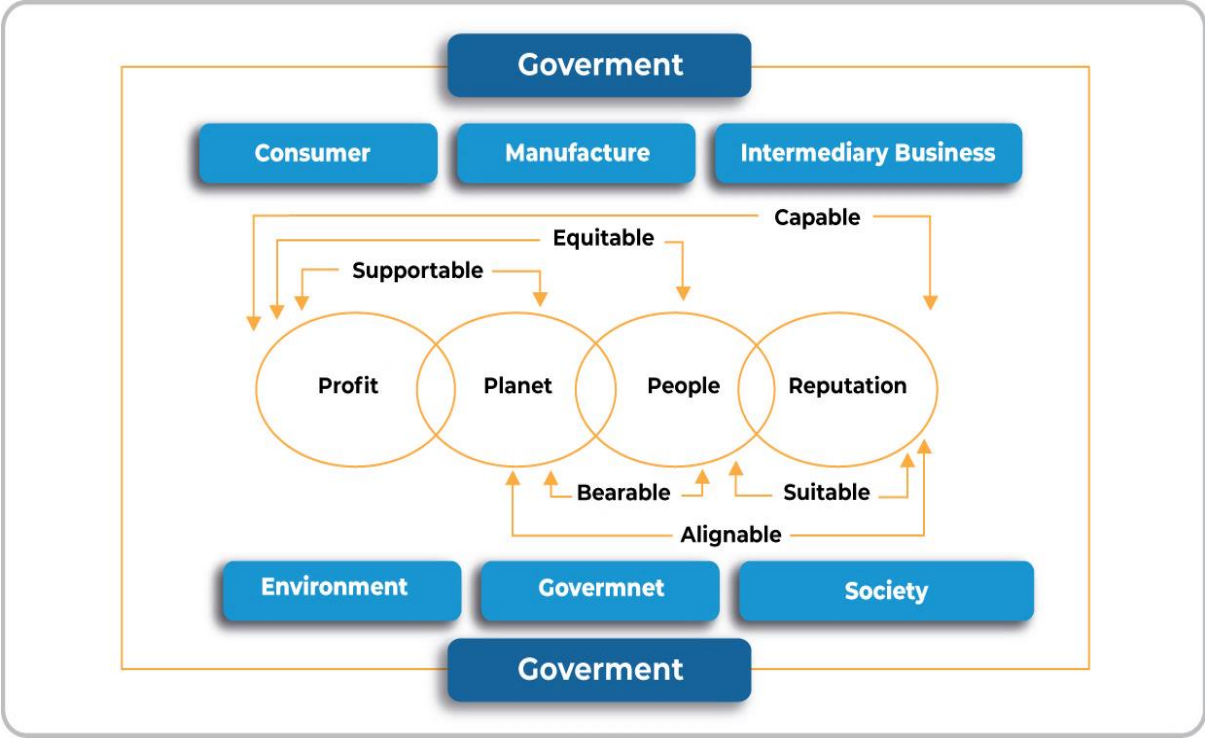 Goverment
Consumer Manufacture Intermediary Business
Capable
Equitable
Supportable
Profit Planet People Reputation
Bearable Suitable
Alignable
Environment Govermnet Society
Goverment